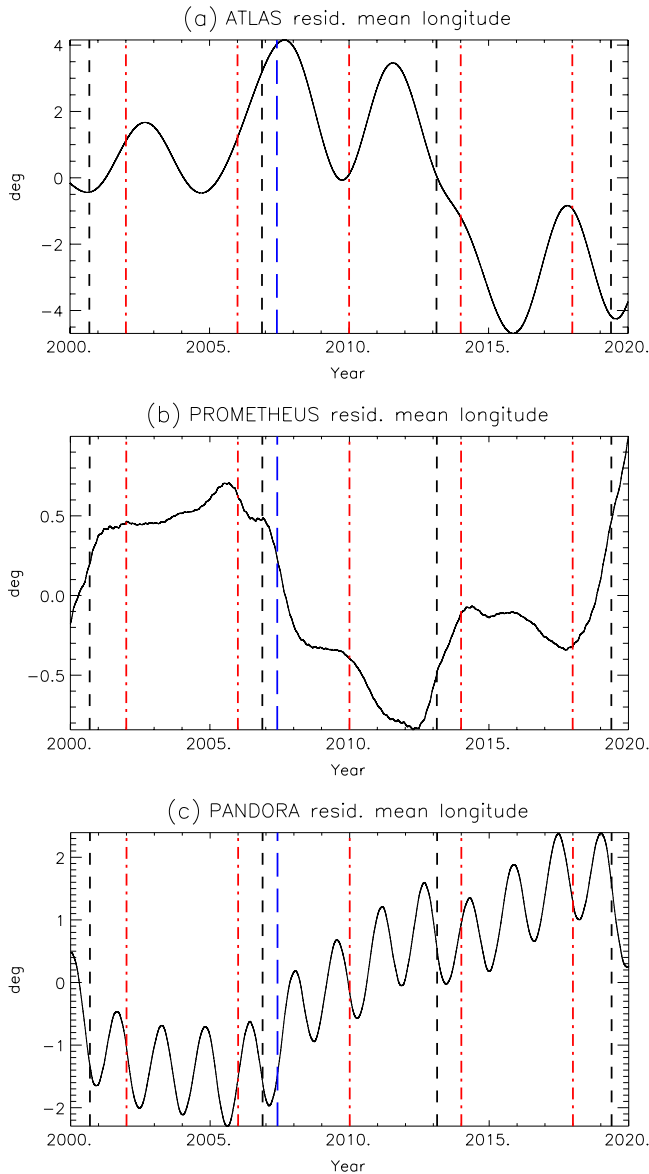 (a) ATLAS resid. mean longitude
4
2
0
−2
−4
deg
2000. 2005. 2010. 2015. 2020.
Year
(b) PROMETHEUS resid. mean longitude
0.5
0.0
−0.5
deg
2000. 2005. 2010. 2015. 2020.
Year
(c) PANDORA resid. mean longitude
2
1
0
−1
−2
deg
2000. 2005. 2010. 2015. 2020.
Year